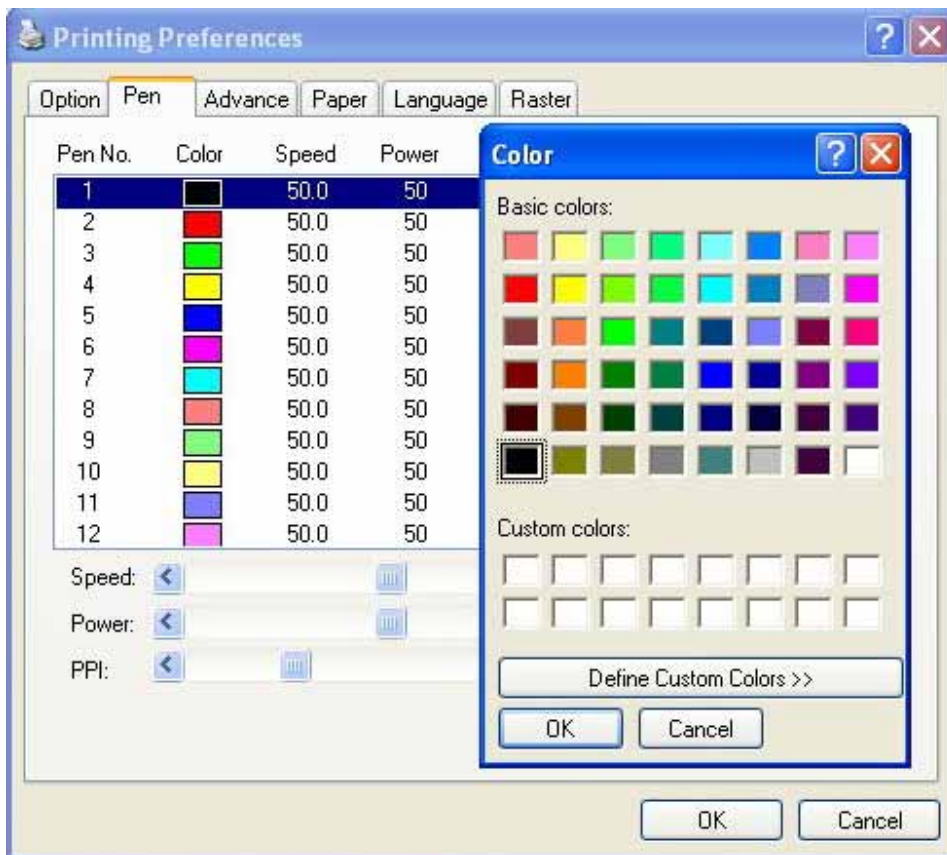 Printing Preferences
Option Pen Advance Paper Language Raster
Pen No. Color Speed Power
1 50.0 50
2 50.0 50
3 50.0 50
4 50.0 50
5 50.0 50
6 50.0 50
7 50.0 50
8 50.0 50
9 50.0 50
10 50.0 50
11 50.0 50
12 50.0 50
Speed:
Power:
PPI:
Color
Basic colors:
Custom colors:
Define Custom Colors >>
OK Cancel
OK Cancel